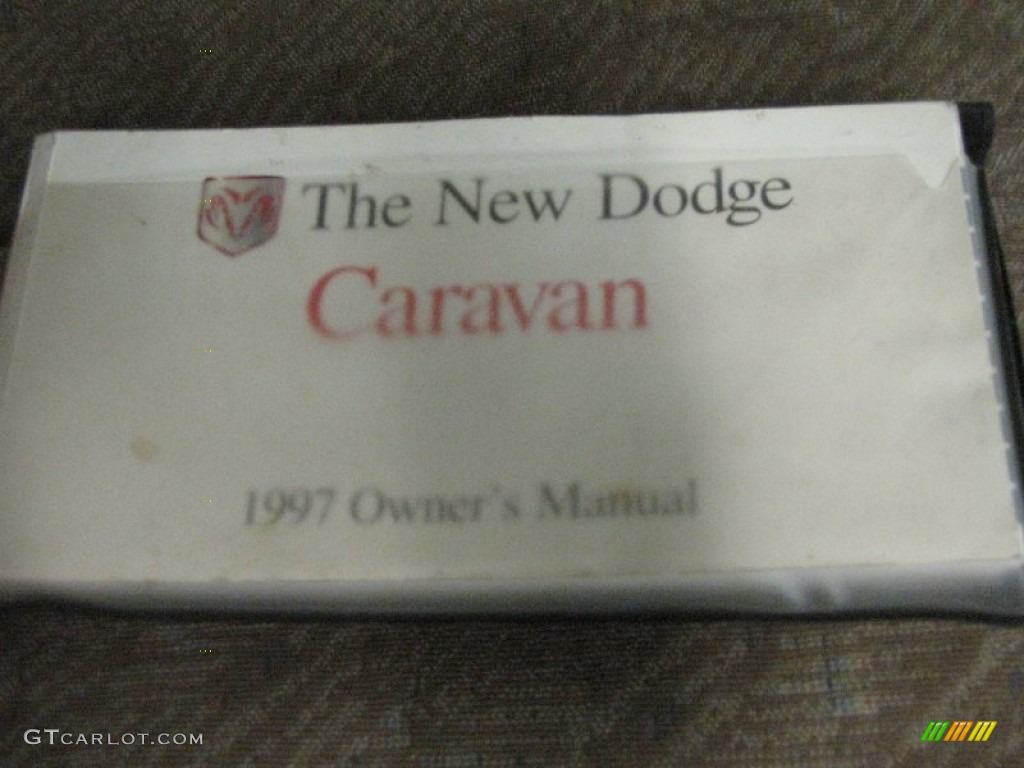 The New Dodge
Caravan
1997 Owner's Manual
GTCARLOT.COM